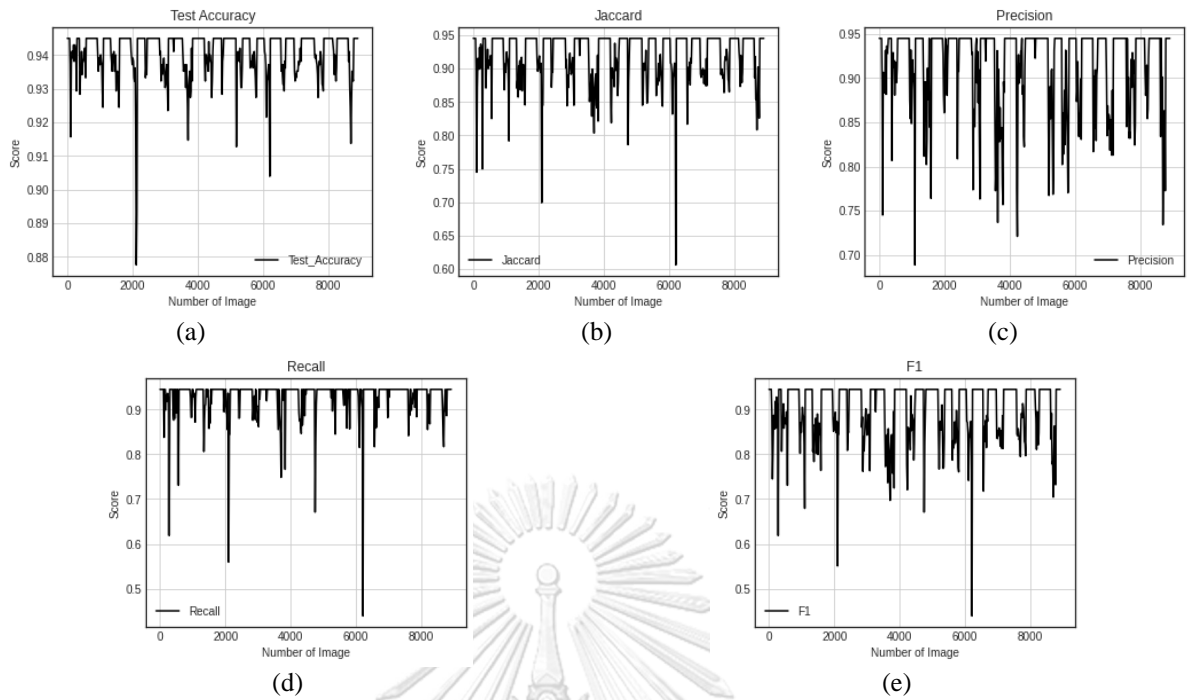 Test Accuracy
0.94
0.93
0.92
0.91
0.90
0.89
0.88
Score
0 2000 4000 6000 8000
Number of Image
Test_Accuracy
(a)
Jaccard
0.95
0.90
0.85
0.80
0.75
0.70
0.65
0.60
Score
0 2000 4000 6000 8000
Number of Image
Jaccard
(b)
Precision
0.95
0.90
0.85
0.80
0.75
0.70
Score
0 2000 4000 6000 8000
Number of Image
Precision
(c)
Recall
0.9
0.8
0.7
0.6
0.5
Score
0 2000 4000 6000 8000
Number of Image
Recall
(d)
F1
0.9
0.8
0.7
0.6
0.5
Score
0 2000 4000 6000 8000
Number of Image
F1
(e)